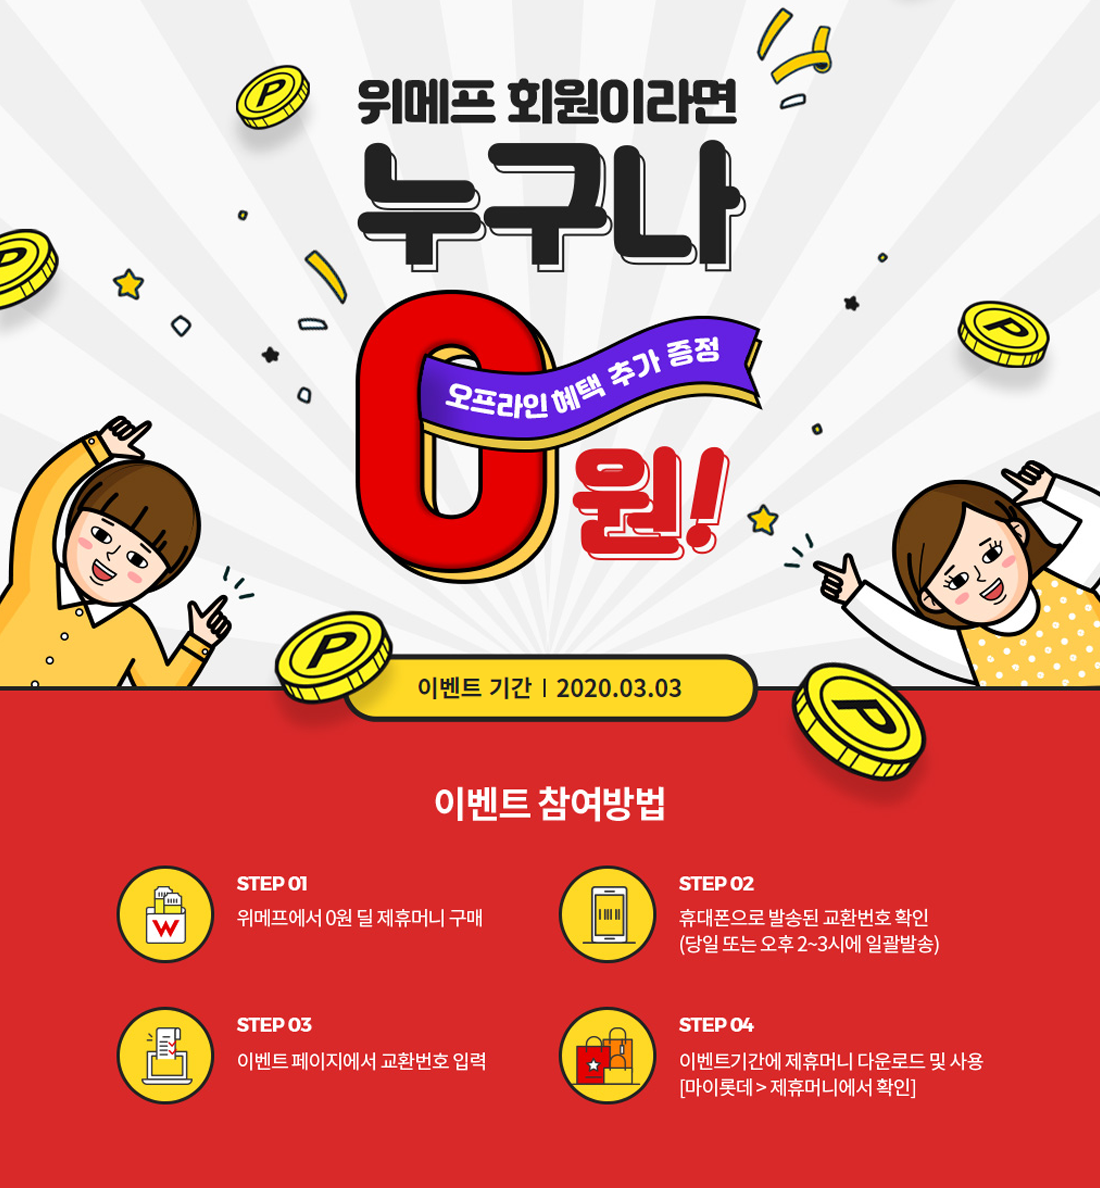 위메프 회원이라면
누구나
0원!
오프라인 혜택 추가 증정
이벤트 기간 | 2020.03.03
이벤트 참여방법
STEP 01
위메프에서 0원 딜 제휴머니 구매
STEP 02
휴대폰으로 발송된 교환번호 확인
(당일 또는 오후 2~3시에 일괄발송)
STEP 03
이벤트 페이지에서 교환번호 입력
STEP 04
이벤트기간에 제휴머니 다운로드 및 사용
[마이롯데 > 제휴머니에서 확인]
P
P
P
P
P
W